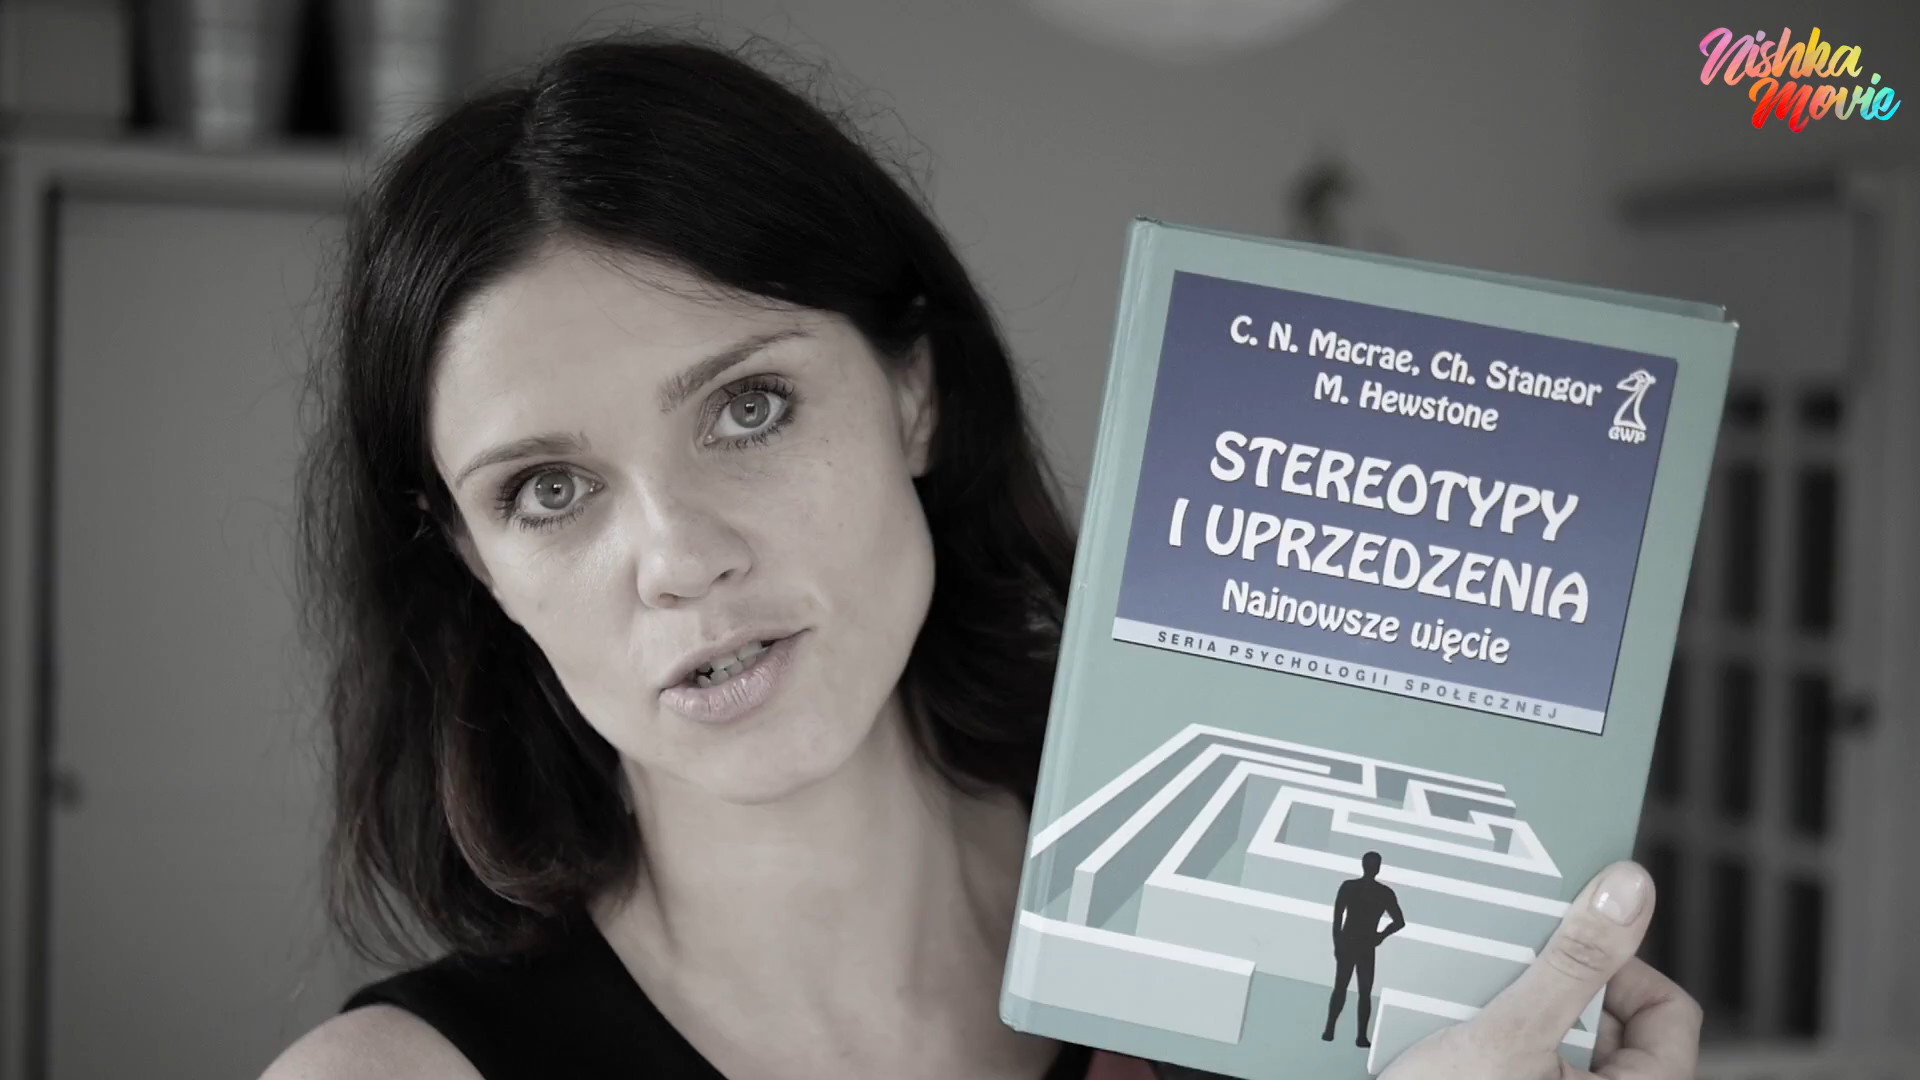 Nishka
Movie
C. N. Macrae, Ch. Stangor
M. Hewstone
GWP
STEREOTYPY
I UPRZEDZENIA
Najnowsze ujęcie
SERIA PSYCHOLOGII SPOŁECZNEJ